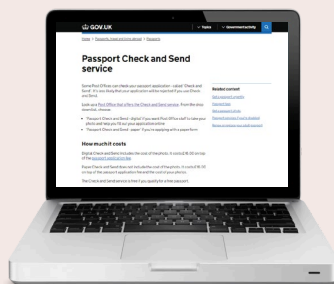 GOV.UK
Topics
Government activity
Home > Passports, travel and living abroad > Passports
Passport Check and Send
service
Some Post Offices can check your passport application - called 'Check and
Send'. It's less likely that your application will be rejected if you use Check
and Send.
Look up a Post Office that offers the Check and Send service. From the drop
down list, choose:
• 'Passport Check and Send - digital' if you want Post Office staff to take your
photo and help you fill out your application online
• 'Passport Check and Send - paper' if you're applying with a paper form
How much it costs
Digital Check and Send includes the cost of the photo. It costs £16.00 on top
of the passport application fee.
Paper Check and Send does not include the cost of the photo. It costs £16.00
on top of the passport application fee and the cost of your photos.
The Check and Send service is free if you qualify for a free passport.
Related content
Passport fees